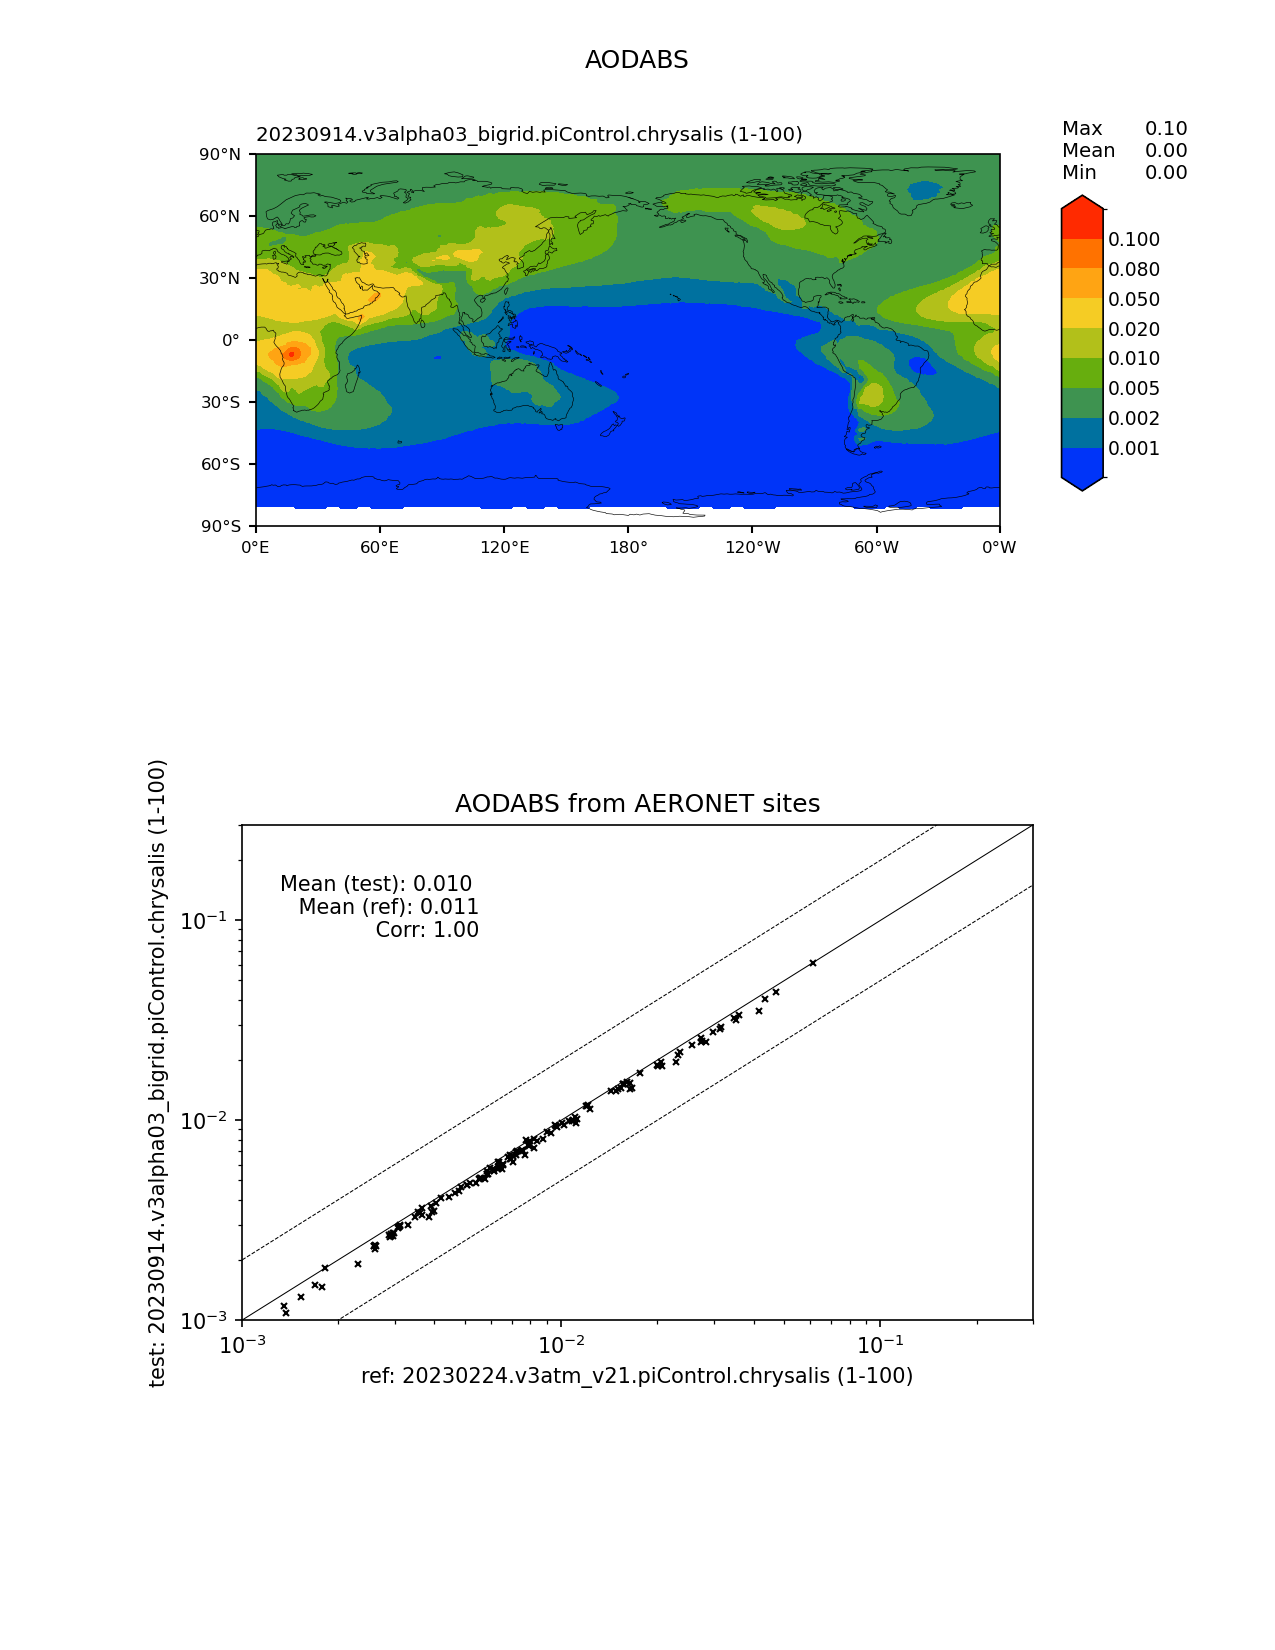 AODABS
20230914.v3alpha03_bigrid.piControl.chrysalis (1-100)
Max 0.10
Mean 0.00
Min 0.00
90°N
60°N
30°N
0°
30°S
60°S
90°S
0°E 60°E 120°E 180° 120°W 60°W 0°W
0.100
0.080
0.050
0.020
0.010
0.005
0.002
0.001
AODABS from AERONET sites
Mean (test): 0.010
Mean (ref): 0.011
Corr: 1.00
test: 20230914.v3alpha03_bigrid.piControl.chrysalis (1-100)
10⁻¹
10⁻²
10⁻³
10⁻³ 10⁻² 10⁻¹
ref: 20230224.v3atm_v21.piControl.chrysalis (1-100)